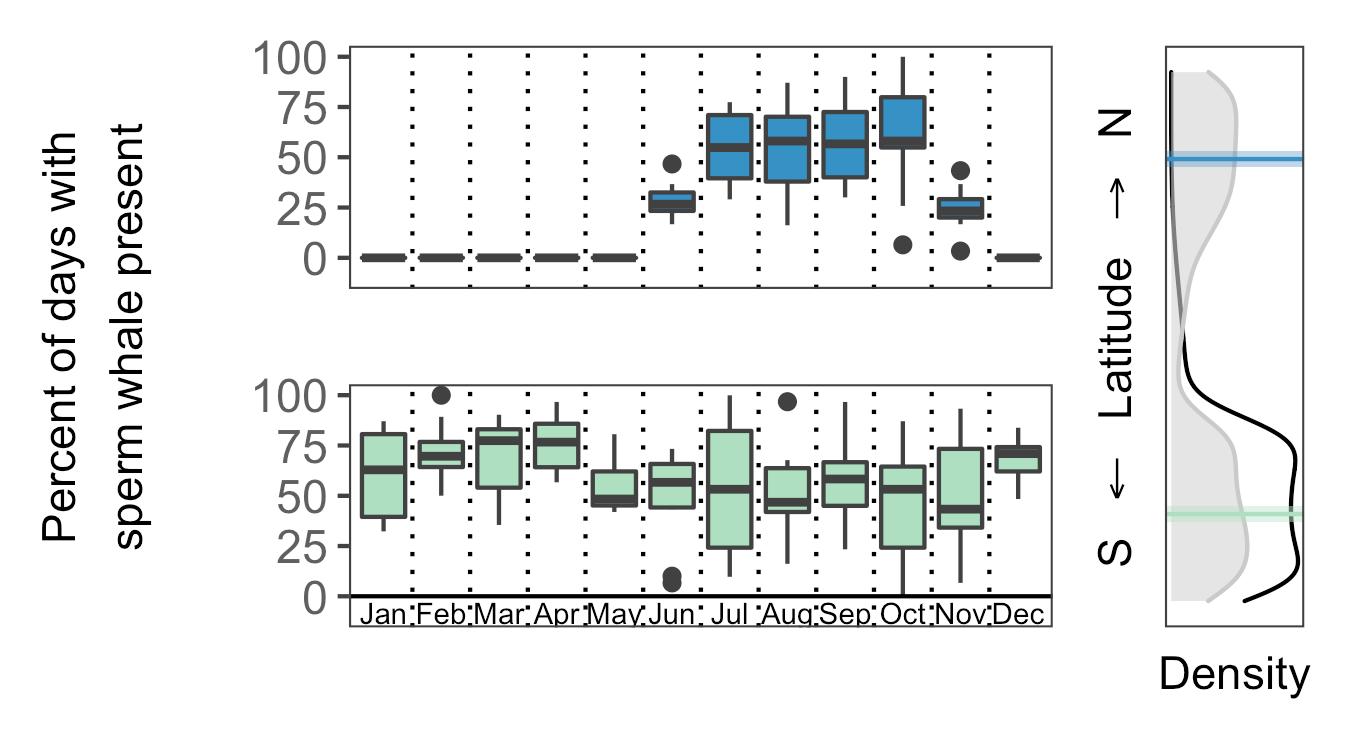 Percent of days with
sperm whale present
100
75
50
25
0
100
75
50
25
0
Jan Feb Mar Apr May Jun Jul Aug Sep Oct Nov Dec
S ← Latitude → N
Density